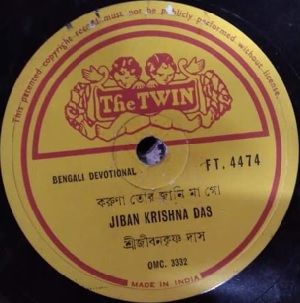 This patented copyright record must not be publicly performed without license.
The TWIN
BENGALI DEVOTIONAL
FT. 4474
করুণা তোর জানি মা গো
JIBAN KRISHNA DAS
শ্রীজীবনকৃষ্ণ দাস
OMC. 3332
MADE IN INDIA